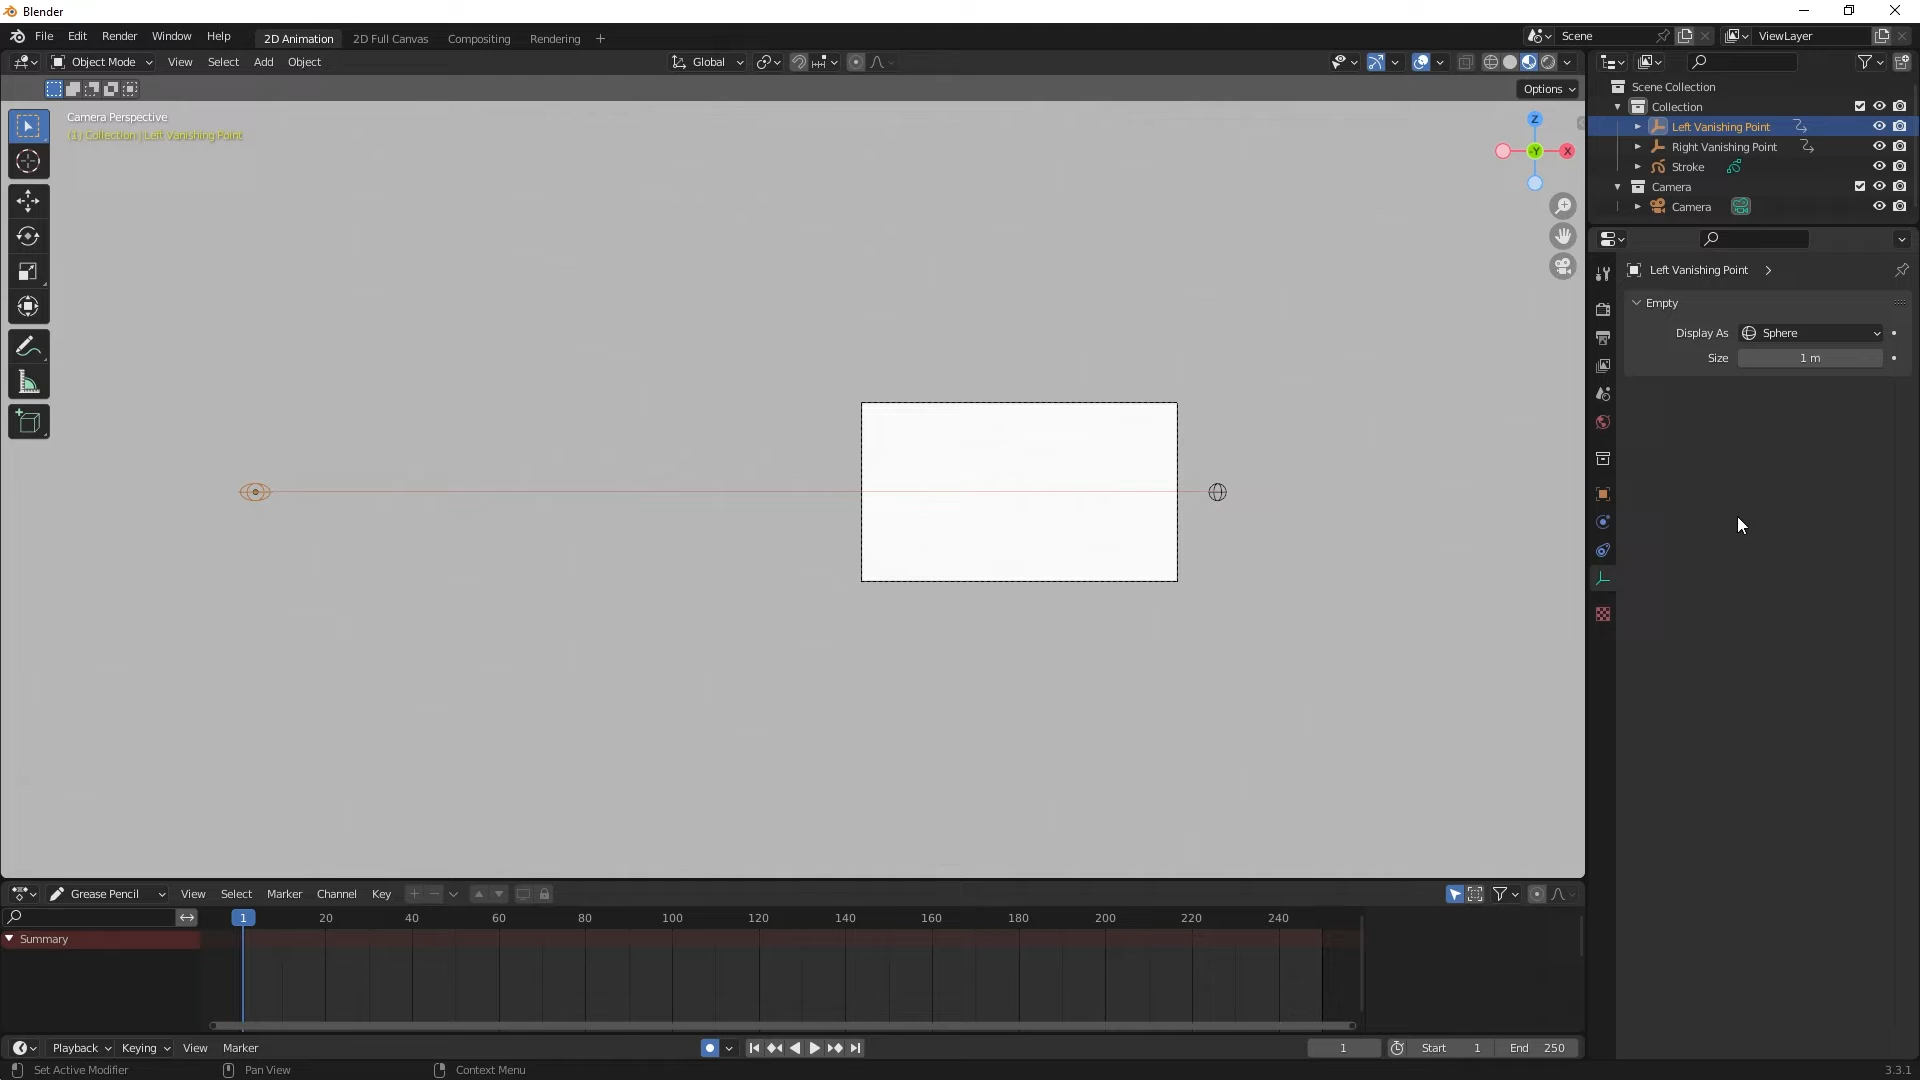 Blender
File Edit Render Window Help 2D Animation 2D Full Canvas Compositing Rendering + Scene ViewLayer
Object Mode View Select Add Object Global
Options
Camera Perspective
(1) Collection | Left Vanishing Point
Z
-Y
X
Scene Collection
Collection
Left Vanishing Point
Right Vanishing Point
Stroke
Camera
Camera
Left Vanishing Point >
Empty
Display As Sphere
Size 1 m
Grease Pencil View Select Marker Channel Key
1 20 40 60 80 100 120 140 160 180 200 220 240
Summary
Playback Keying View Marker 1 Start 1 End 250
Set Active Modifier Pan View Context Menu 3.3.1